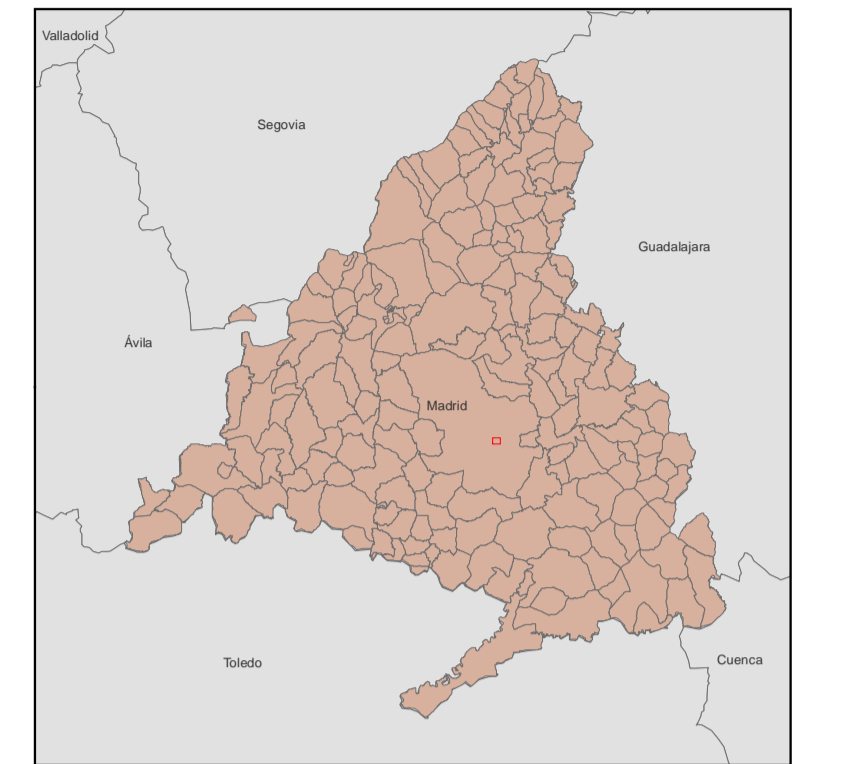 Valladolid
Segovia
Guadalajara
Ávila
Madrid
Toledo
Cuenca